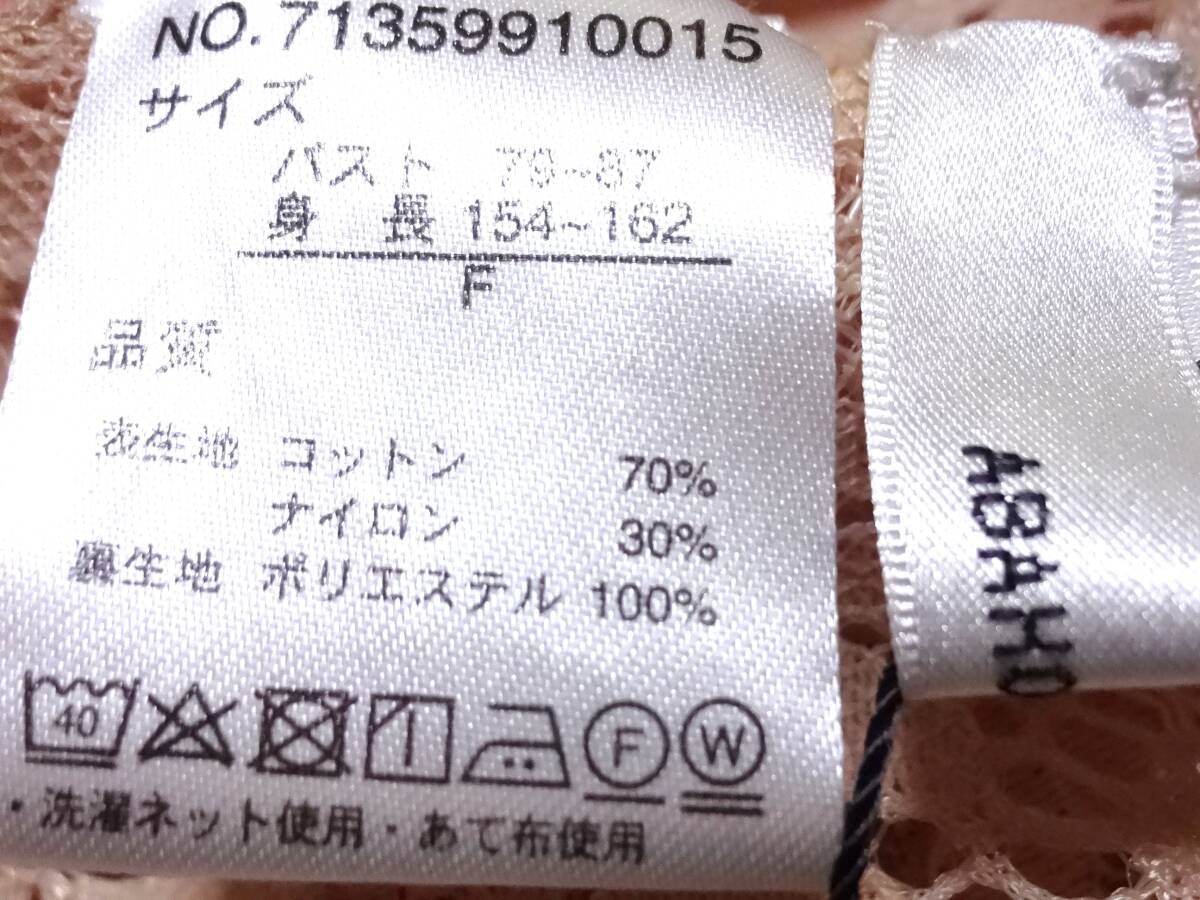 NO.71359910015
サイズ
バスト 79~87
身 長 154~162
F
品質
表生地 コットン 70%
ナイロン 30%
裏生地 ポリエステル 100%
40 F W
・洗濯ネット使用・あて布使用
ABAHO